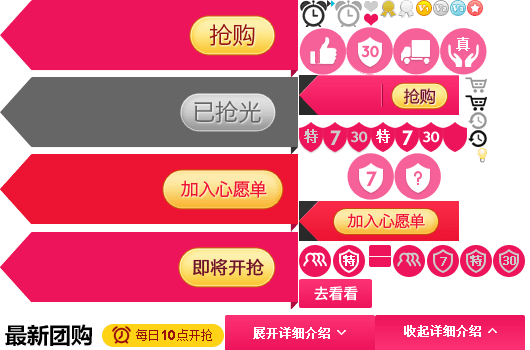 抢购
已抢光
加入心愿单
即将开抢
V1 V2 V3
30
真
抢购
特 7 30 特 7 30
7 ?
加入心愿单
特 7 特 30
去看看
最新团购
每日10点开抢
展开详细介绍
收起详细介绍